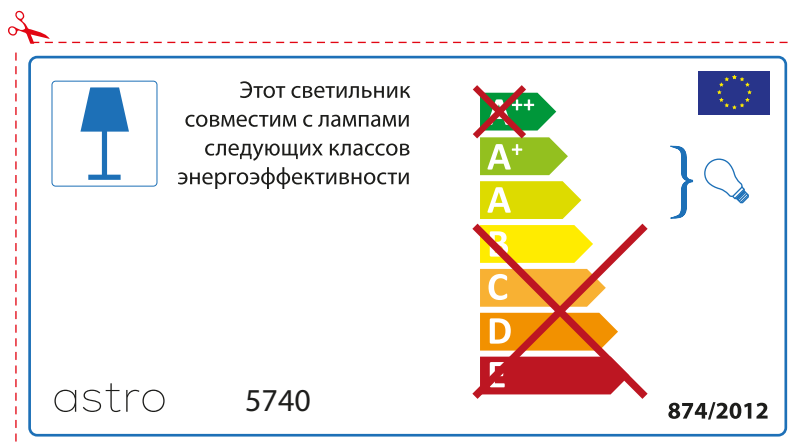 Этот светильник
совместим с лампами
следующих классов
энергоэффективности
A++
A+
A
B
C
D
E
astro
5740
874/2012